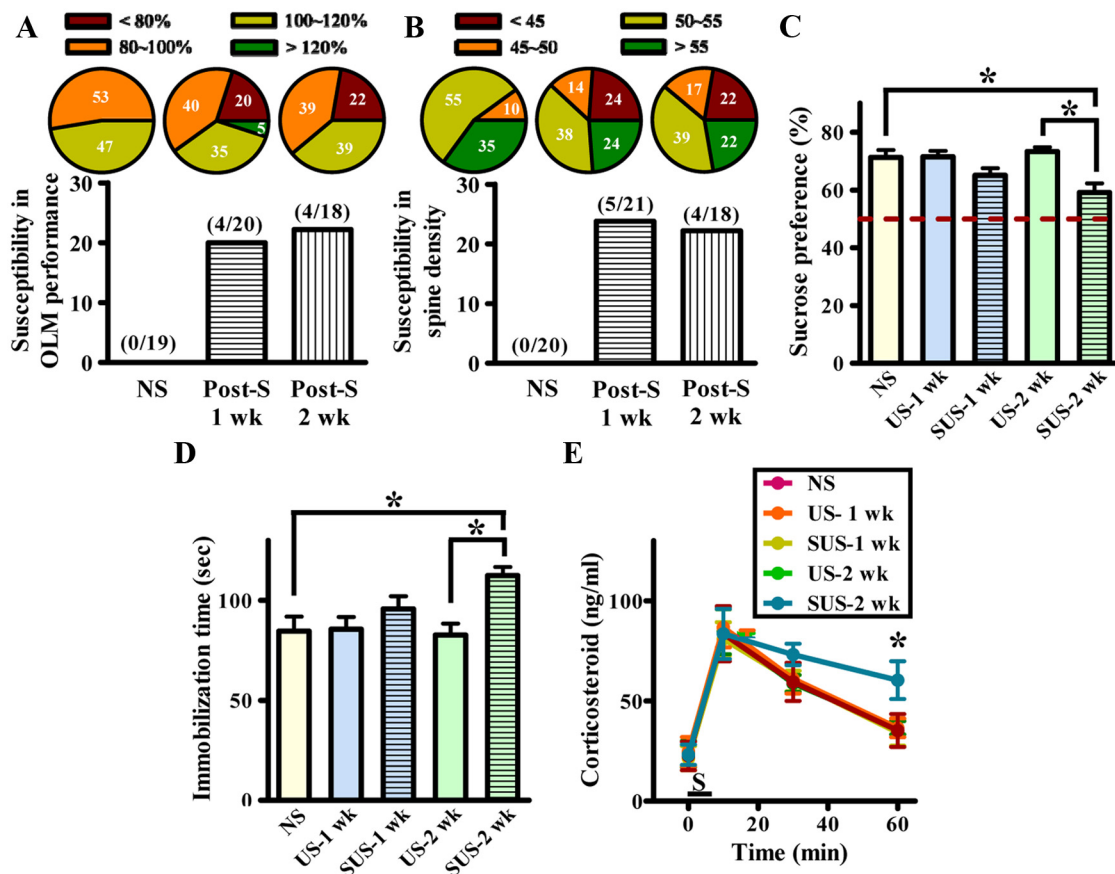 A
< 80%
100~120%
80~100%
> 120%
53
47
40
20
5
35
39
22
39
Susceptibility in
OLM performance
30
20
10
0
(0/19)
(4/20)
(4/18)
NS
Post-S
1 wk
Post-S
2 wk
B
< 45
50~55
45~50
> 55
55
10
35
14
24
38
24
17
22
39
22
Susceptibility in
spine density
30
20
10
0
(0/20)
(5/21)
(4/18)
NS
Post-S
1 wk
Post-S
2 wk
C
Sucrose preference (%)
80
60
40
20
0
*
*
NS
US-1 wk
SUS-1 wk
US-2 wk
SUS-2 wk
D
Immobilization time (sec)
100
50
0
*
*
NS
US-1 wk
SUS-1 wk
US-2 wk
SUS-2 wk
E
NS
US- 1 wk
SUS-1 wk
US-2 wk
SUS-2 wk
Corticosteroid (ng/ml)
100
50
0
*
S
0
20
40
60
Time (min)